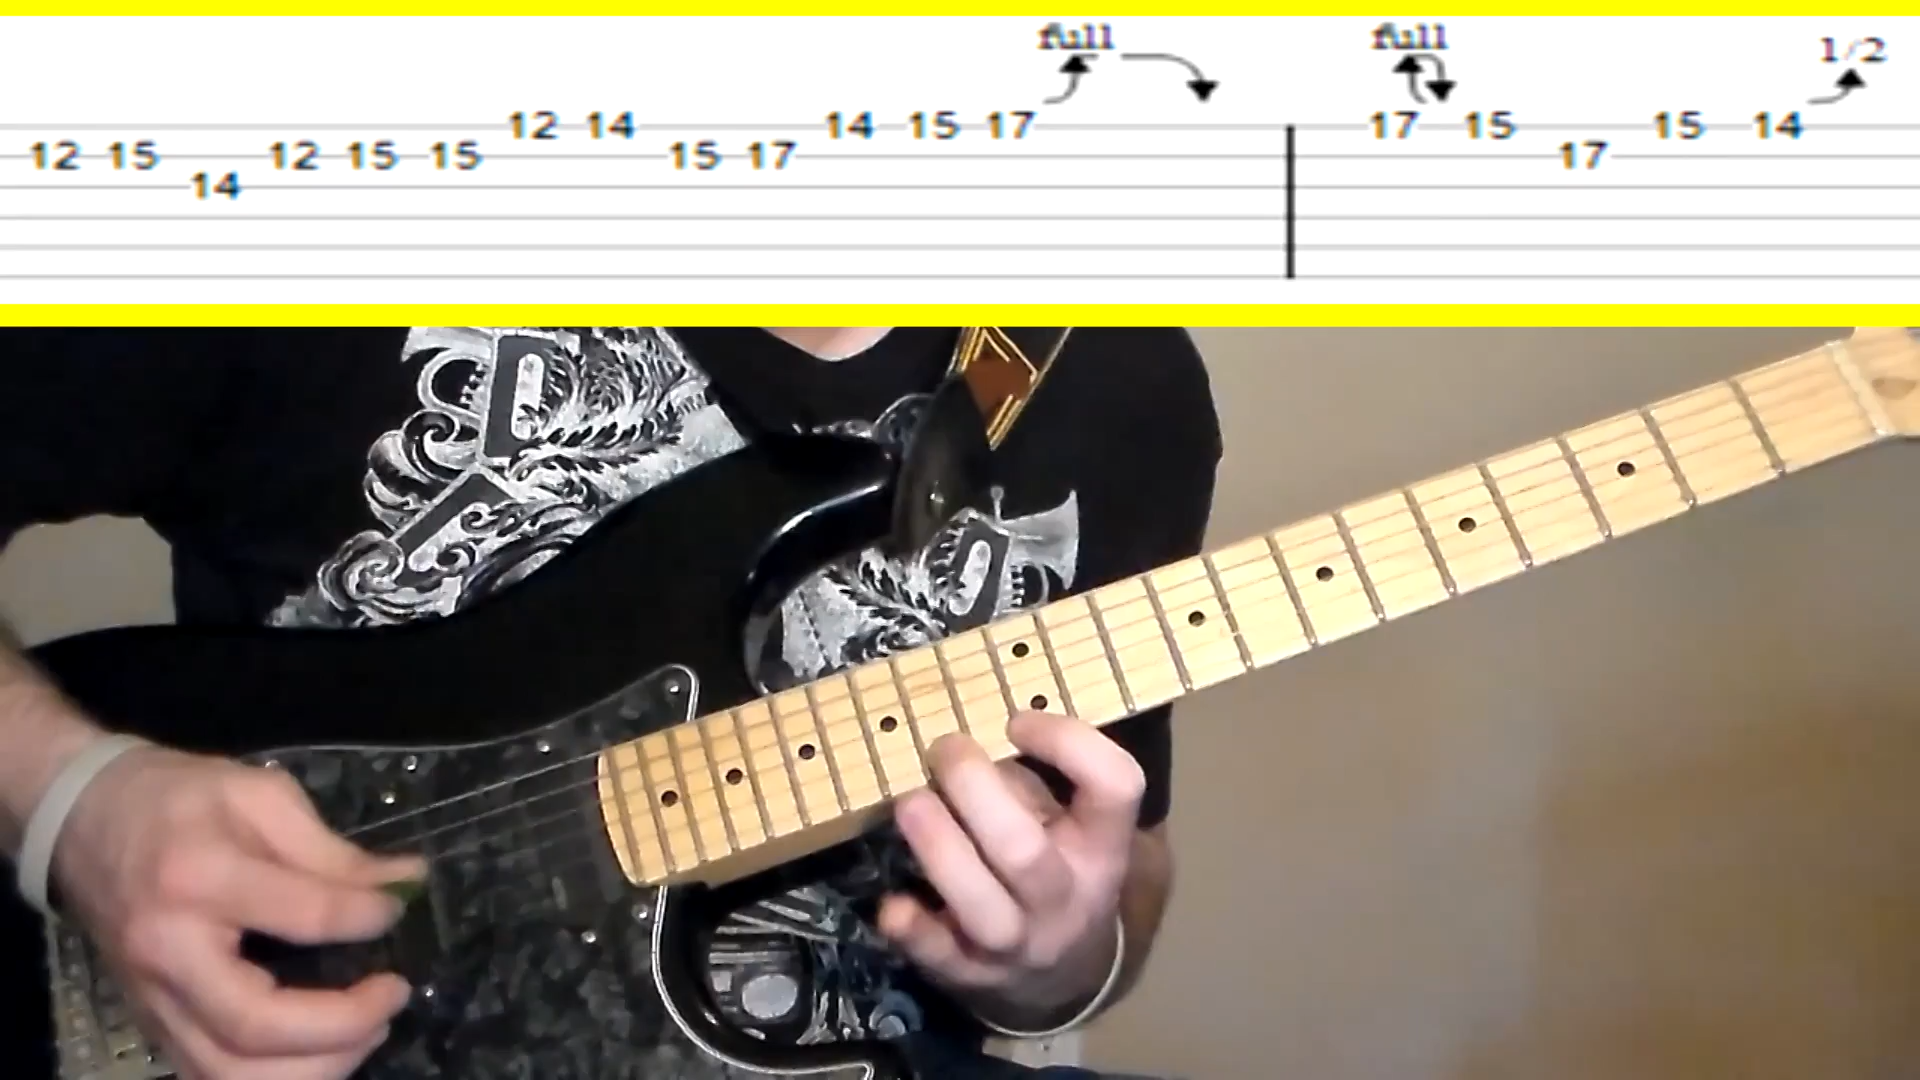 full full 1/2
12 14 14 15 17 17 15 15 14
12 15 12 15 15 15 17 17
14